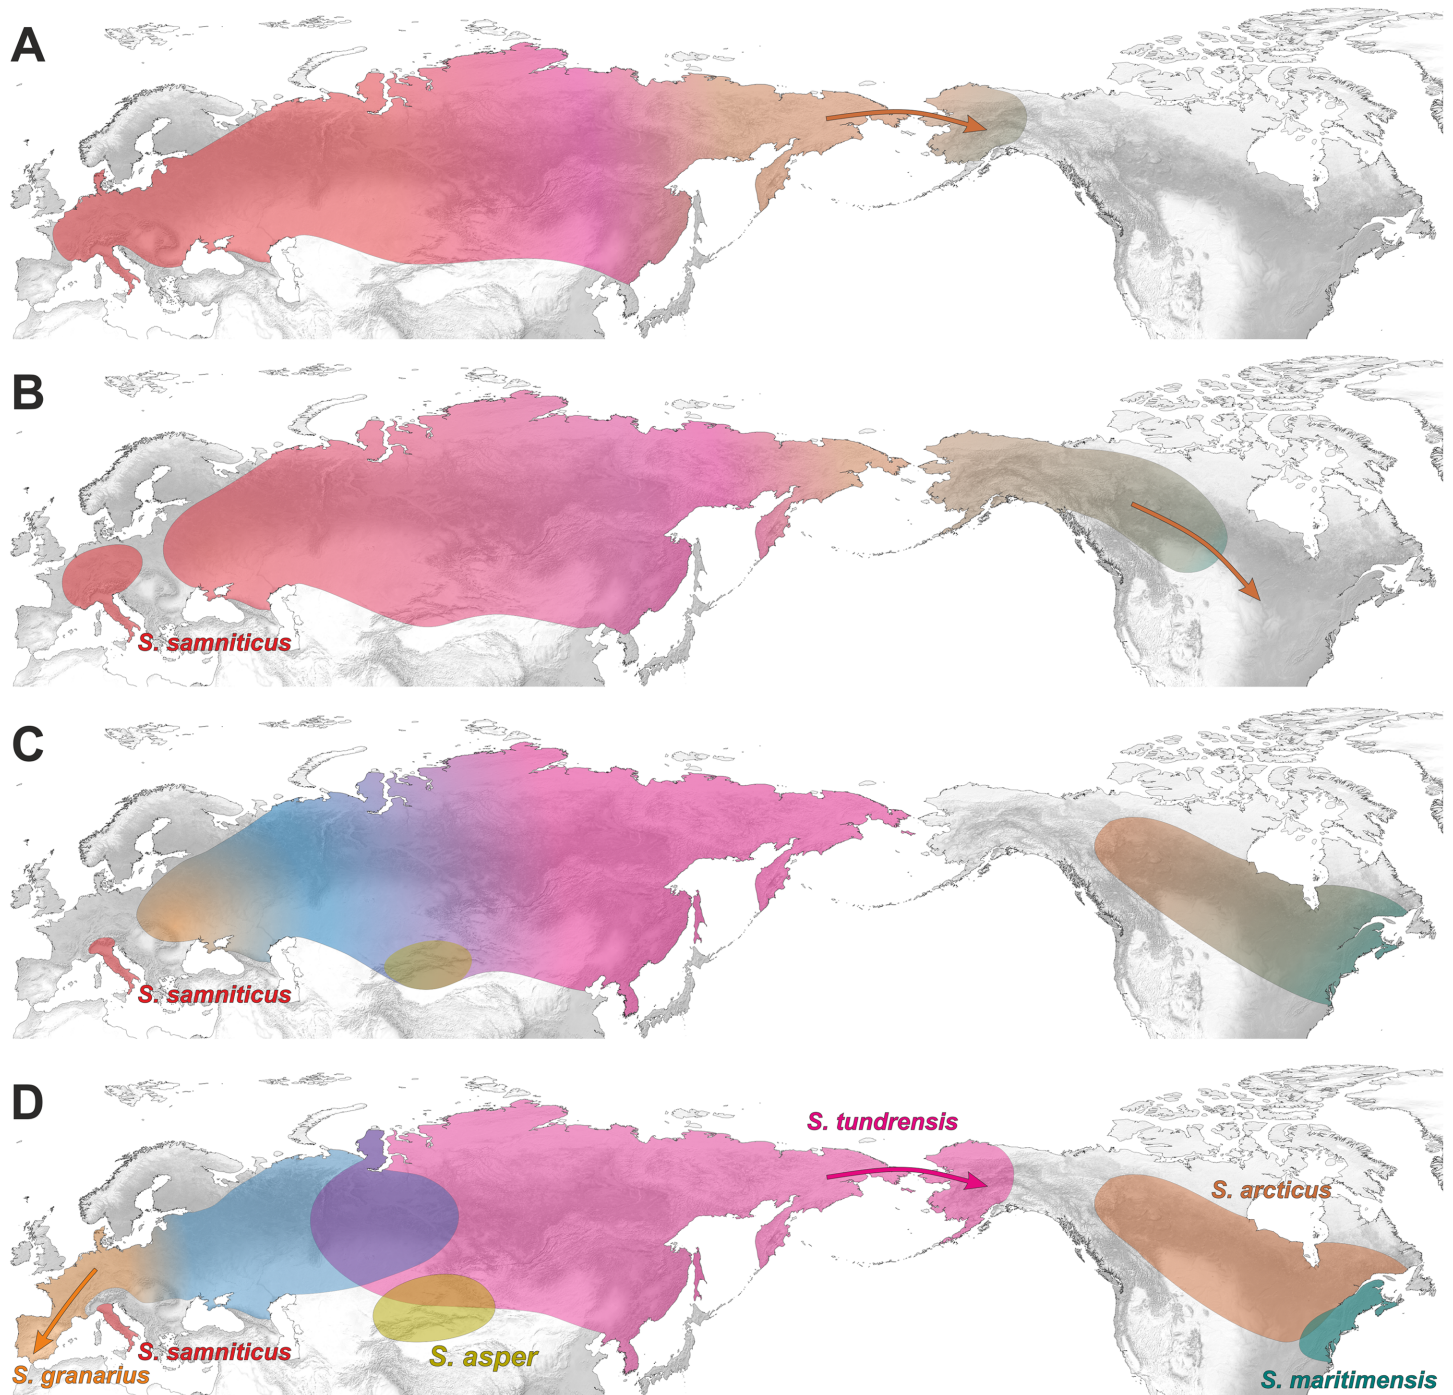 A
B
S. samniticus
C
S. samniticus
D
S. tundrensis
S. arcticus
S. samniticus
S. asper
S. granarius
S. maritimensis